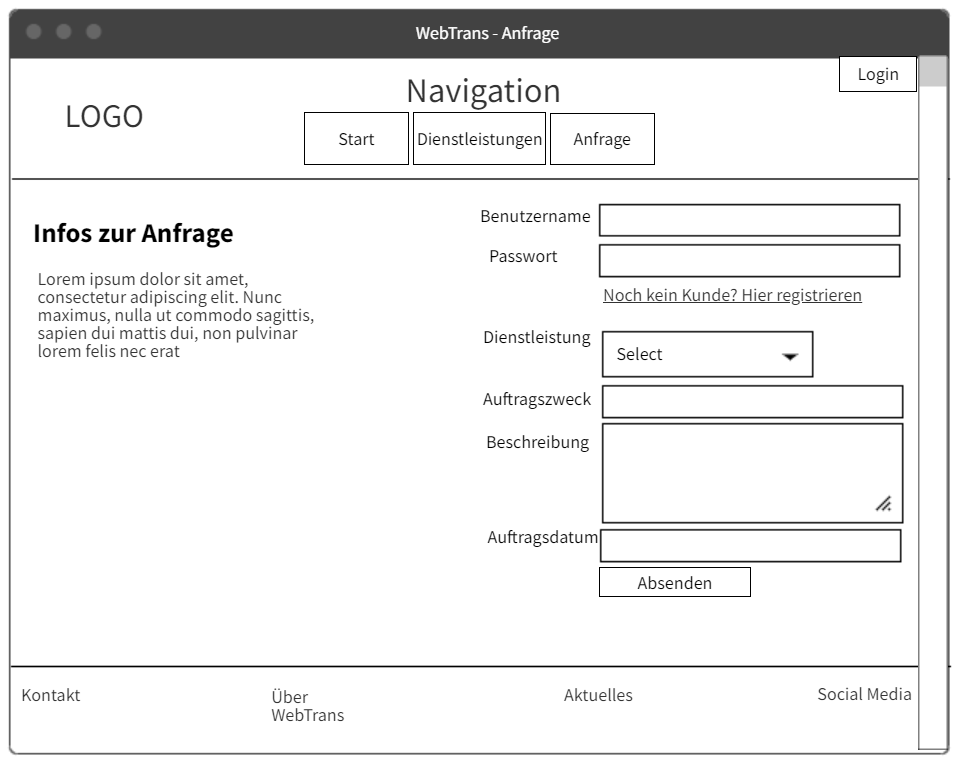 WebTrans - Anfrage
Login
LOGO
Navigation
Start
Dienstleistungen
Anfrage
Infos zur Anfrage
Lorem ipsum dolor sit amet,
consectetur adipiscing elit. Nunc
maximus, nulla ut commodo sagittis,
sapien dui mattis dui, non pulvinar
lorem felis nec erat
Benutzername
Passwort
Noch kein Kunde? Hier registrieren
Dienstleistung
Select
Auftragszweck
Beschreibung
Auftragsdatum
Absenden
Kontakt
Über
WebTrans
Aktuelles
Social Media